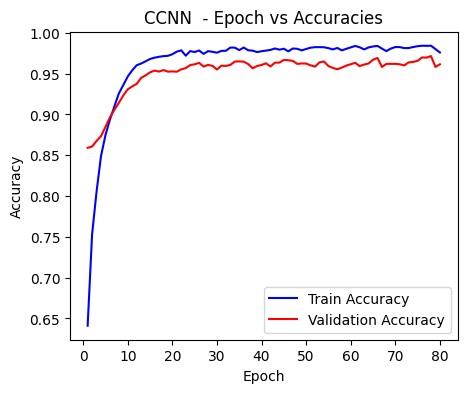 CCNN  - Epoch vs Accuracies
1.00
0.95
0.90
0.85
0.80
0.75
0.70
0.65
Accuracy
Train Accuracy
Validation Accuracy
0 10 20 30 40 50 60 70 80
Epoch